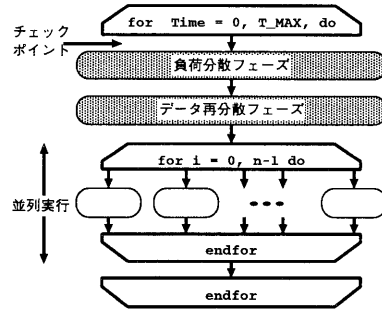 for Time = 0, T_MAX, do
チェック
ポイント
負荷分散フェーズ
データ再分散フェーズ
for i = 0, n-1 do
並列実行
endfor
endfor